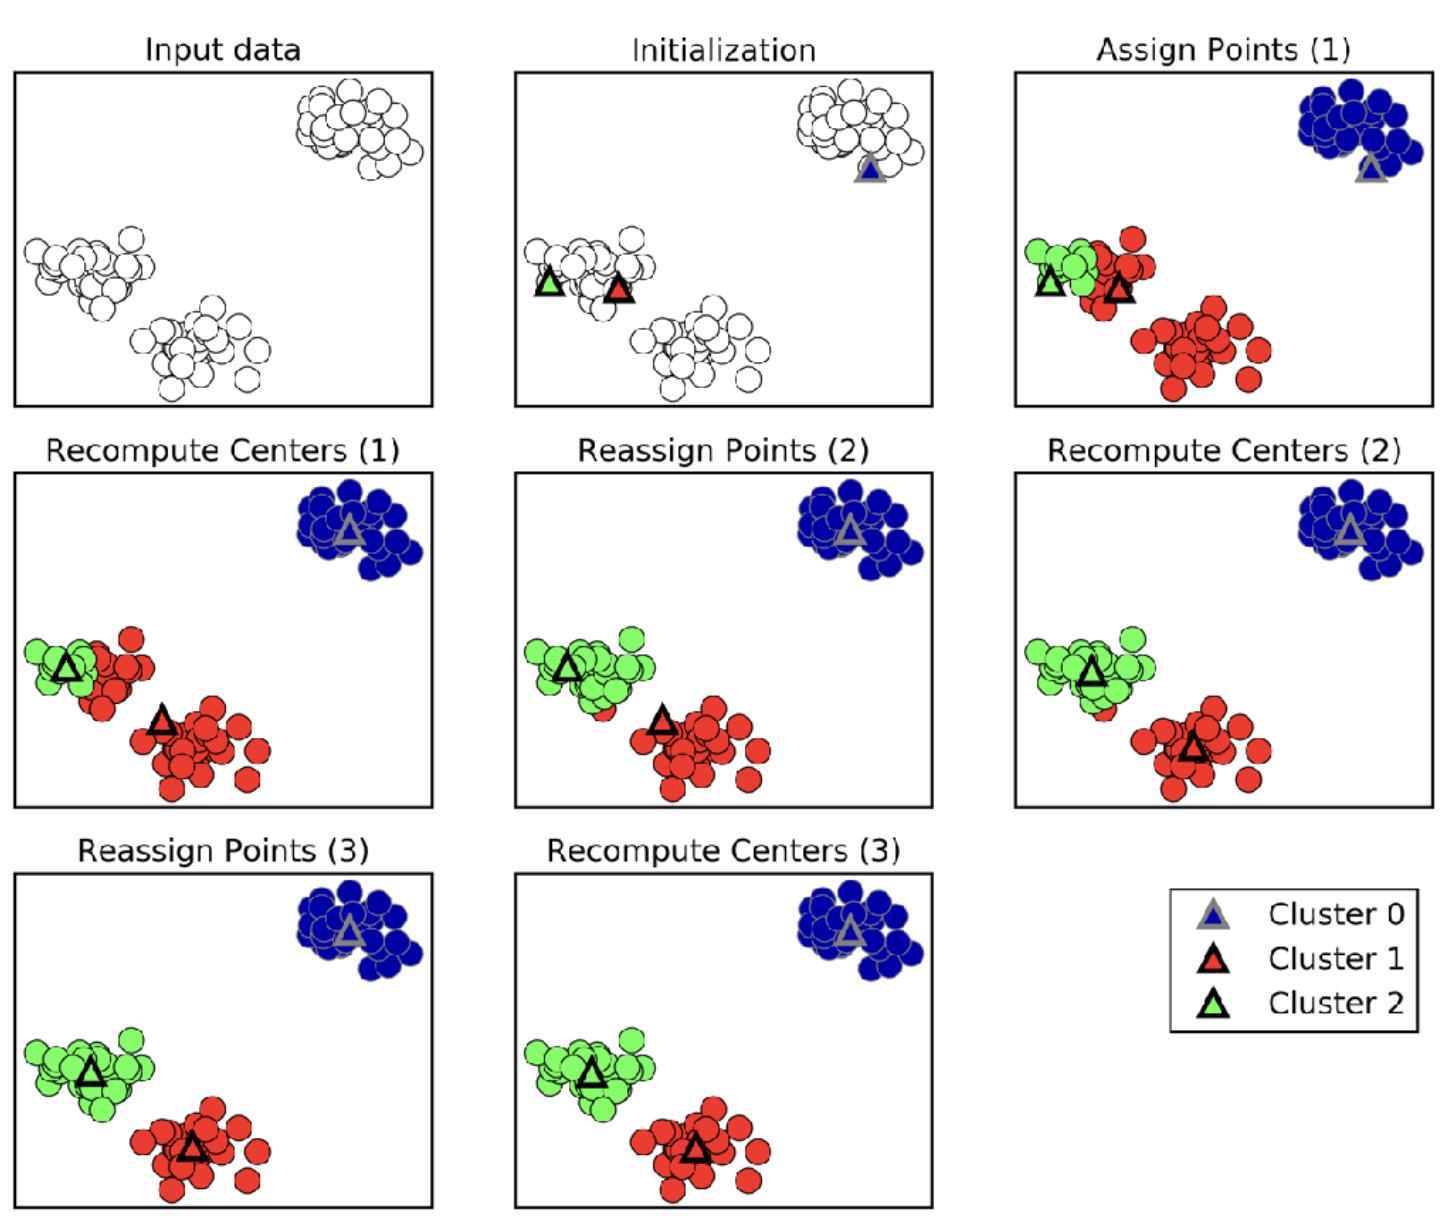 Input data
Initialization
Assign Points (1)
Recompute Centers (1)
Reassign Points (2)
Recompute Centers (2)
Reassign Points (3)
Recompute Centers (3)
Cluster 0
Cluster 1
Cluster 2